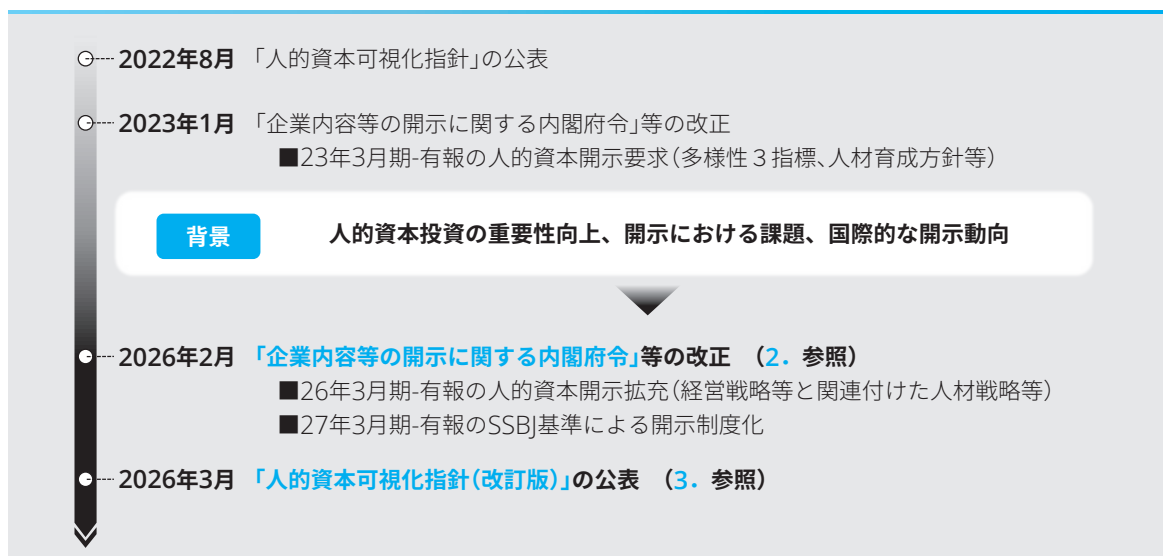 2022年8月 「人的資本可視化指針」の公表
2023年1月 「企業内容等の開示に関する内閣府令」等の改正
■23年3月期-有報の人的資本開示要求（多様性３指標、人材育成方針等）
背景 人的資本投資の重要性向上、開示における課題、国際的な開示動向
2026年2月 「企業内容等の開示に関する内閣府令」等の改正 （2．参照）
■26年3月期-有報の人的資本開示拡充（経営戦略等と関連付けた人材戦略等）
■27年3月期-有報のSSBJ基準による開示制度化
2026年3月 「人的資本可視化指針（改訂版）」の公表 （3．参照）